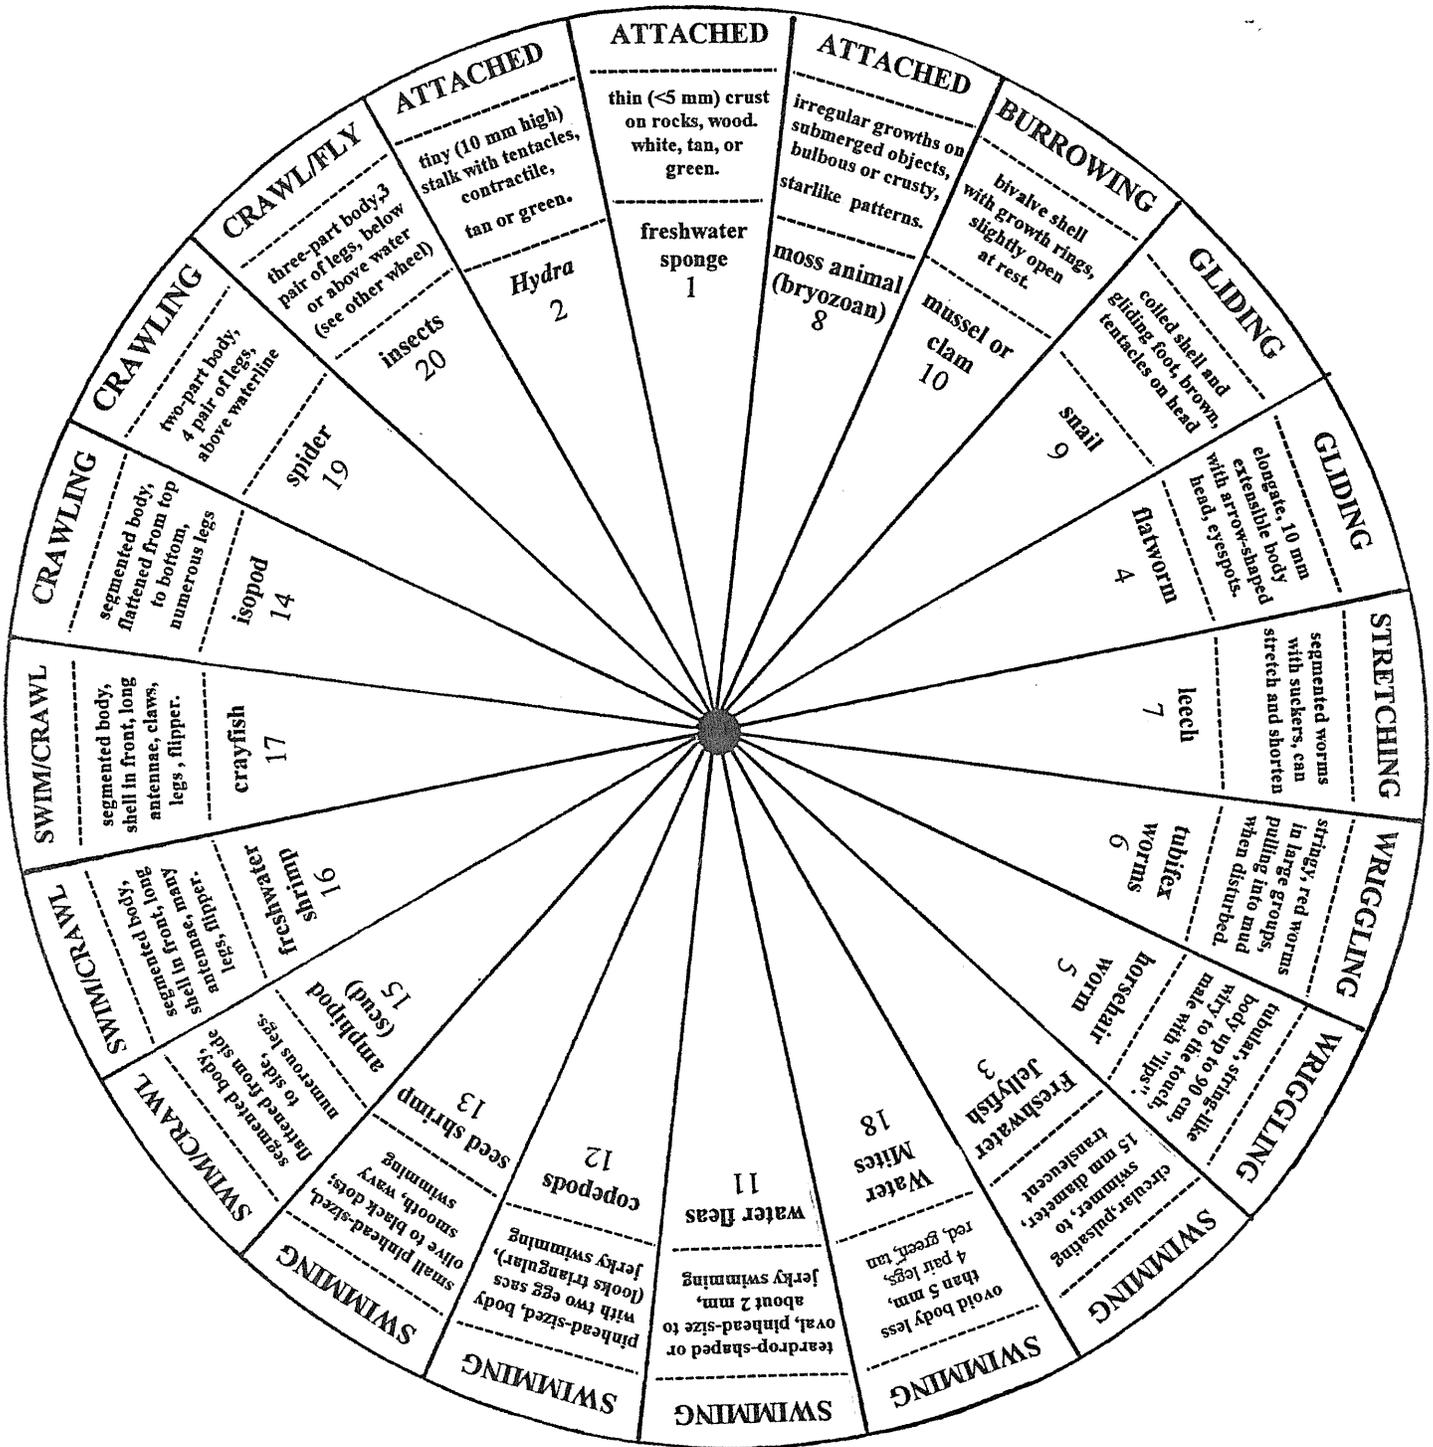 ATTACHED
thin (<5 mm) crust
on rocks, wood.
white, tan, or
green.
freshwater
sponge
1
ATTACHED
irregular growths on
submerged objects,
bulbous or crusty,
starlike patterns.
moss animal
(bryozoan)
8
BURROWING
bivalve shell
with growth rings,
slightly open
at rest.
mussel or
clam
10
GLIDING
coiled shell and
gliding foot, brown,
tentacles on head
snail
9
GLIDING
elongate, 10 mm
extensible body
with arrow-shaped
head, eyespots.
flatworm
4
STRETCHING
segmented worms
with suckers, can
stretch and shorten
leech
7
WRIGGLING
stringy, red worms
in large groups,
pulling into mud
when disturbed.
tubifex
worms
6
WRIGGLING
tubular, string-like
body up to 90 cm,
wiry to the touch,
male with "lips".
horsehair
worm
5
SWIMMING
circular,pulsating
swimmer, to
15 mm diameter,
translucent
Freshwater
Jellyfish
3
SWIMMING
ovoid body less
than 5 mm,
4 pair legs,
red, green, tan
Water
Mites
18
SWIMMING
teardrop-shaped or
oval, pinhead-size to
about 2 mm,
jerky swimming
water fleas
11
SWIMMING
pinhead-sized, body
with two egg sacs
(looks triangular),
jerky swimming
copepods
12
SWIMMING
small pinhead-sized,
olive to black dots;
smooth, wavy
swimming
seed shrimp
13
SWIM/CRAWL
segmented body,
flattened from side
to side,
numerous legs.
amphipod
(scud)
15
SWIM/CRAWL
segmented body,
shell in front, long
antennae, many
legs, flipper.
freshwater
shrimp
16
SWIM/CRAWL
segmented body,
shell in front, long
antennae, claws,
legs , flipper.
crayfish
17
CRAWLING
segmented body,
flattened from top
to bottom,
numerous legs
isopod
14
CRAWLING
two-part body,
4 pair of legs,
above waterline
spider
19
CRAWL/FLY
three-part body,3
pair of legs, below
or above water
(see other wheel)
insects
20
ATTACHED
tiny (10 mm high)
stalk with tentacles,
contractile,
tan or green.
Hydra
2